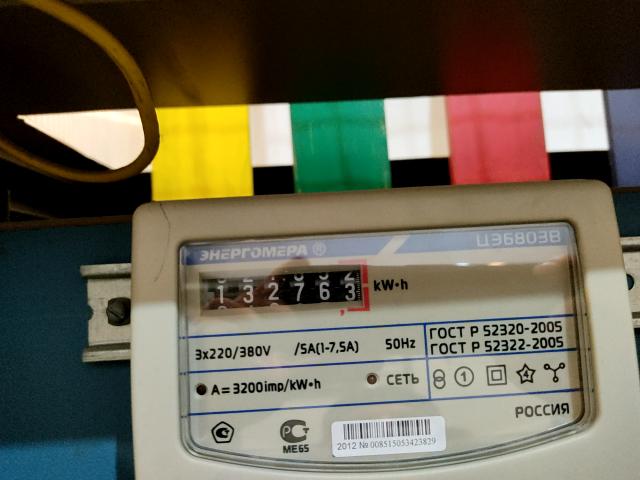 ЭНЕРГОМЕРА®
ЦЭ6803В
132763 kW·h
3x220/380V /5A(1-7,5A) 50Hz
ГОСТ Р 52320-2005
ГОСТ Р 52322-2005
A=3200imp/kW·h
СЕТЬ
1
4
РОССИЯ
МЕ65
2012 № 008515053423829